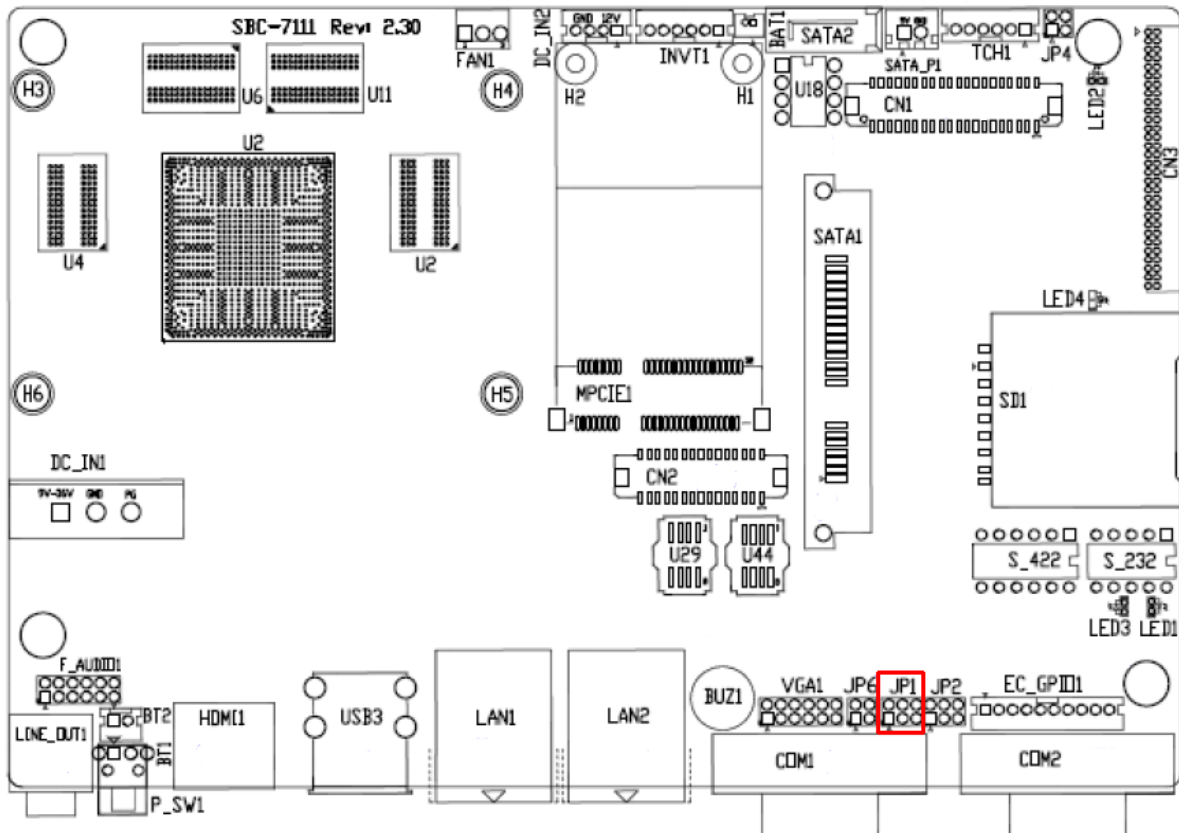 SBC-7111 Rev: 2.30
FAN1
DC_IN2
GND 12V
INVT1
BAT1
SATA2
5V GND
SATA_P1
TCH1
JP4
H3
U6
U11
H4
H2
H1
U18
CN1
LED2
CN3
U2
U4
U2
SATA1
LED4
H6
H5
MPCIE1
SD1
DC_IN1
9V-36V GND PG
CN2
U29
U44
S_422
S_232
LED3
LED1
F_AUDIO1
BT2
LINE_OUT1
BT1
P_SW1
HDMI1
USB3
LAN1
LAN2
BUZ1
VGA1
JP6
JP1
JP2
EC_GPIO1
COM1
COM2